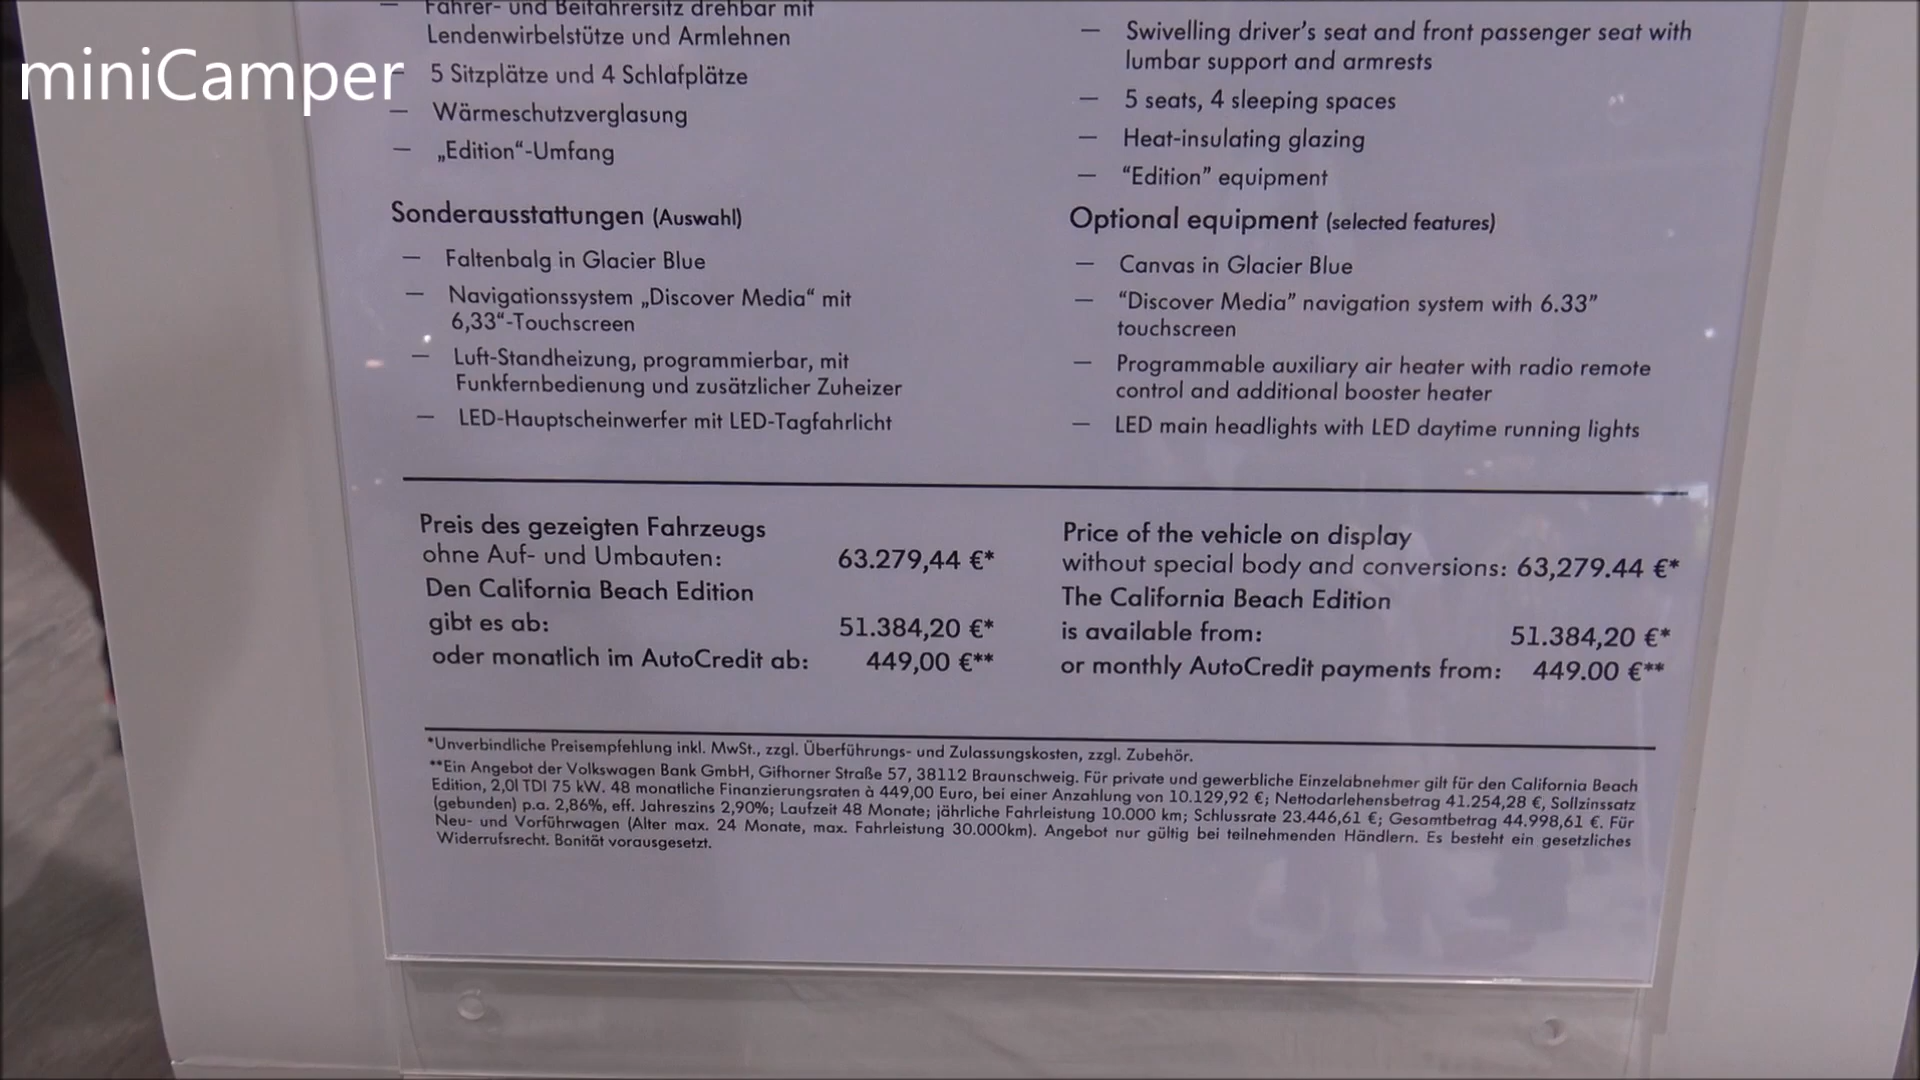 miniCamper
Fahrer- und Beifahrersitz drehbar mit
Lendenwirbelstütze und Armlehnen
— 5 Sitzplätze und 4 Schlafplätze
— Wärmeschutzverglasung
— „Edition“-Umfang
Sonderausstattungen (Auswahl)
— Faltenbalg in Glacier Blue
— Navigationssystem „Discover Media“ mit
6,33“-Touchscreen
— Luft-Standheizung, programmierbar, mit
Funkfernbedienung und zusätzlicher Zuheizer
— LED-Hauptscheinwerfer mit LED-Tagfahrlicht
Preis des gezeigten Fahrzeugs
ohne Auf- und Umbauten: 63.279,44 €*
Den California Beach Edition
gibt es ab: 51.384,20 €*
oder monatlich im AutoCredit ab: 449,00 €**
— Swivelling driver’s seat and front passenger seat with
lumbar support and armrests
— 5 seats, 4 sleeping spaces
— Heat-insulating glazing
— “Edition” equipment
Optional equipment (selected features)
— Canvas in Glacier Blue
— “Discover Media” navigation system with 6.33”
touchscreen
— Programmable auxiliary air heater with radio remote
control and additional booster heater
— LED main headlights with LED daytime running lights
Price of the vehicle on display
without special body and conversions: 63,279.44 €*
The California Beach Edition
is available from: 51.384,20 €*
or monthly AutoCredit payments from: 449.00 €**
*Unverbindliche Preisempfehlung inkl. MwSt., zzgl. Überführungs- und Zulassungskosten, zzgl. Zubehör.
**Ein Angebot der Volkswagen Bank GmbH, Gifhorner Straße 57, 38112 Braunschweig. Für private und gewerbliche Einzelabnehmer gilt für den California Beach
Edition, 2,0l TDI 75 kW. 48 monatliche Finanzierungsraten à 449,00 Euro, bei einer Anzahlung von 10.129,92 €; Nettodarlehensbetrag 41.254,28 €, Sollzinssatz
(gebunden) p.a. 2,86%, eff. Jahreszins 2,90%; Laufzeit 48 Monate; jährliche Fahrleistung 10.000 km; Schlussrate 23.446,61 €; Gesamtbetrag 44.998,61 €. Für
Neu- und Vorführwagen (Alter max. 24 Monate, max. Fahrleistung 30.000km). Angebot nur gültig bei teilnehmenden Händlern. Es besteht ein gesetzliches
Widerrufsrecht. Bonität vorausgesetzt.